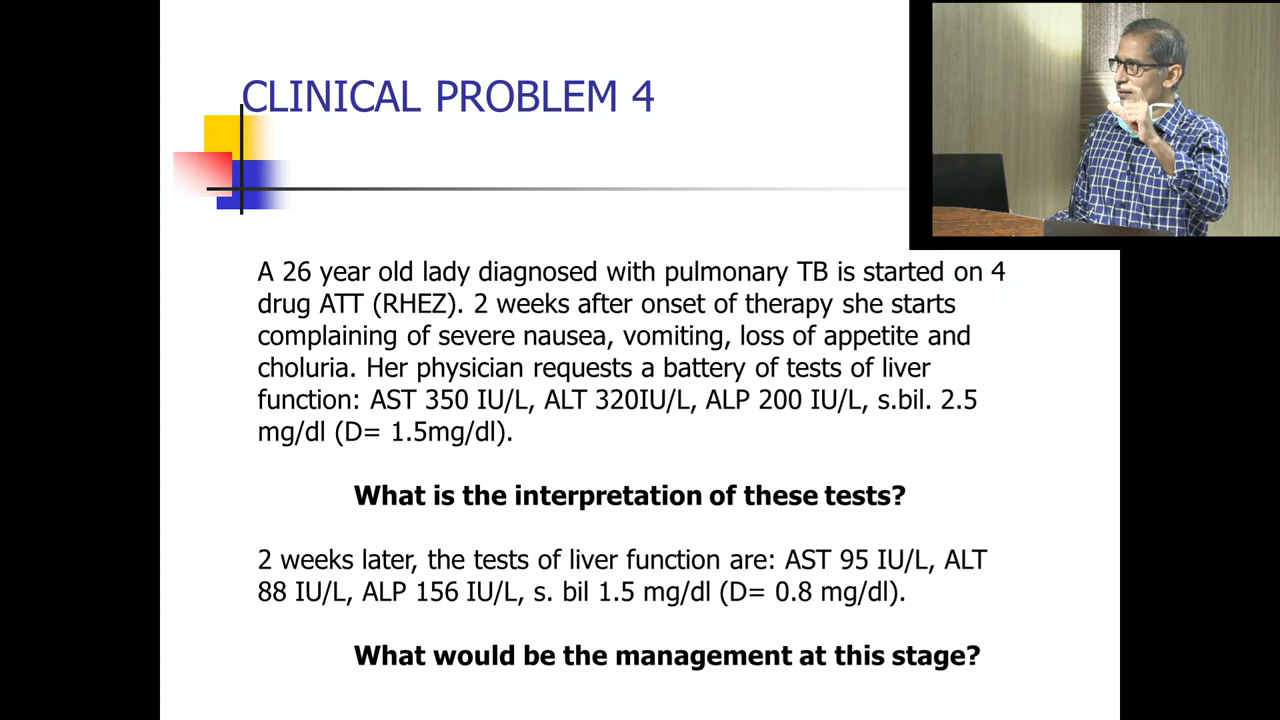 CLINICAL PROBLEM 4
A 26 year old lady diagnosed with pulmonary TB is started on 4
drug ATT (RHEZ). 2 weeks after onset of therapy she starts
complaining of severe nausea, vomiting, loss of appetite and
choluria. Her physician requests a battery of tests of liver
function: AST 350 IU/L, ALT 320IU/L, ALP 200 IU/L, s.bil. 2.5
mg/dl (D= 1.5mg/dl).
What is the interpretation of these tests?
2 weeks later, the tests of liver function are: AST 95 IU/L, ALT
88 IU/L, ALP 156 IU/L, s. bil 1.5 mg/dl (D= 0.8 mg/dl).
What would be the management at this stage?